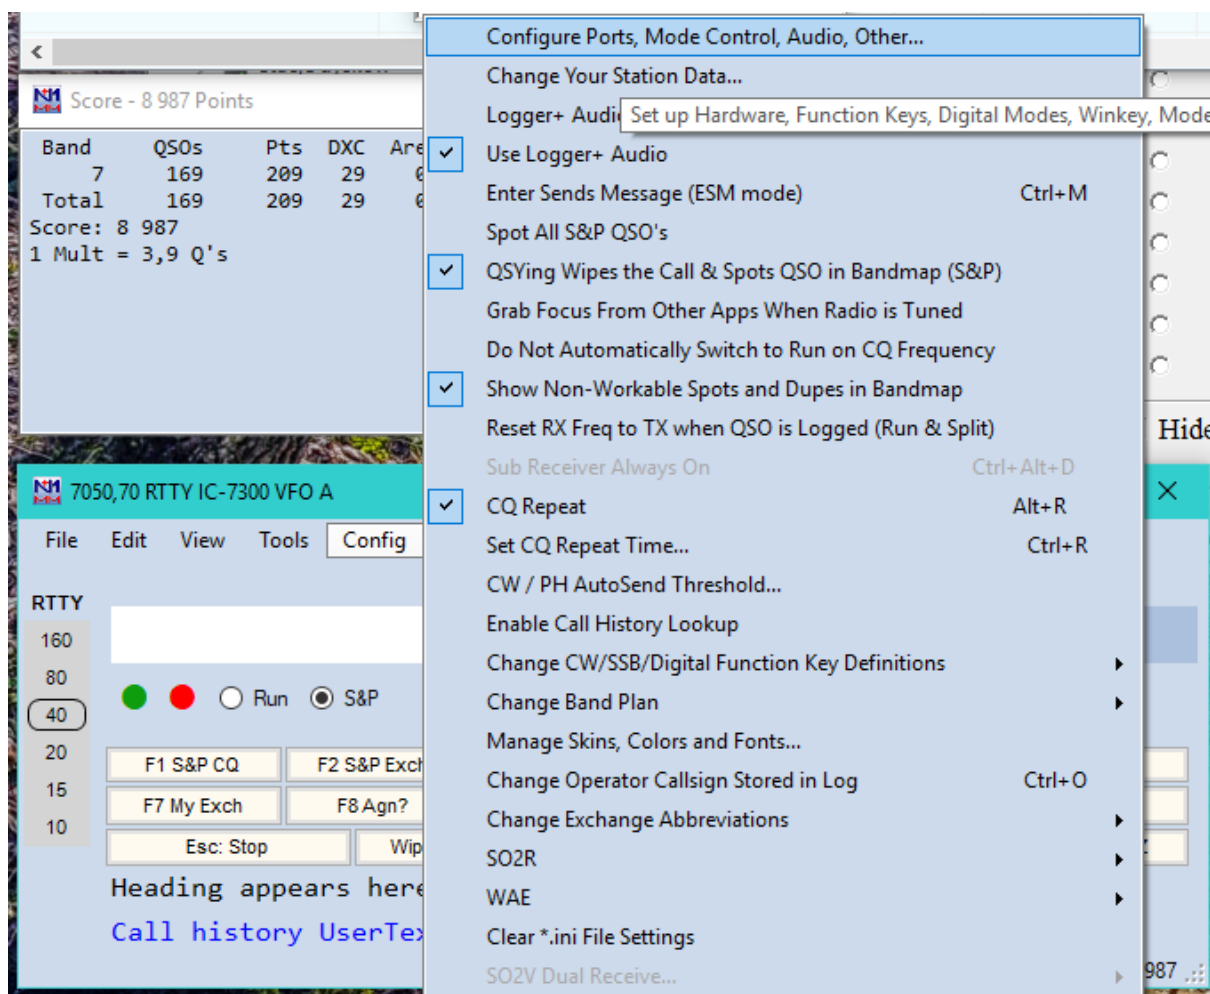 Score - 8 987 Points
Band QSOs Pts DXC Are
7 169 209 29 0
Total 169 209 29 0
Score: 8 987
1 Mult = 3,9 Q's
7050,70 RTTY IC-7300 VFO A
File Edit View Tools Config
RTTY
160
80
40
20
15
10
Run S&P
F1 S&P CQ F2 S&P Exch
F7 My Exch F8 Agn?
Esc: Stop Wip
Heading appears here
Call history UserTex
Configure Ports, Mode Control, Audio, Other...
Change Your Station Data...
Logger+ Audi
Set up Hardware, Function Keys, Digital Modes, Winkey, Mode
Use Logger+ Audio
Enter Sends Message (ESM mode) Ctrl+M
Spot All S&P QSO's
QSYing Wipes the Call & Spots QSO in Bandmap (S&P)
Grab Focus From Other Apps When Radio is Tuned
Do Not Automatically Switch to Run on CQ Frequency
Show Non-Workable Spots and Dupes in Bandmap
Reset RX Freq to TX when QSO is Logged (Run & Split)
Sub Receiver Always On Ctrl+Alt+D
CQ Repeat Alt+R
Set CQ Repeat Time... Ctrl+R
CW / PH AutoSend Threshold...
Enable Call History Lookup
Change CW/SSB/Digital Function Key Definitions
Change Band Plan
Manage Skins, Colors and Fonts...
Change Operator Callsign Stored in Log Ctrl+O
Change Exchange Abbreviations
SO2R
WAE
Clear *.ini File Settings
SO2V Dual Receive...
Hide
987